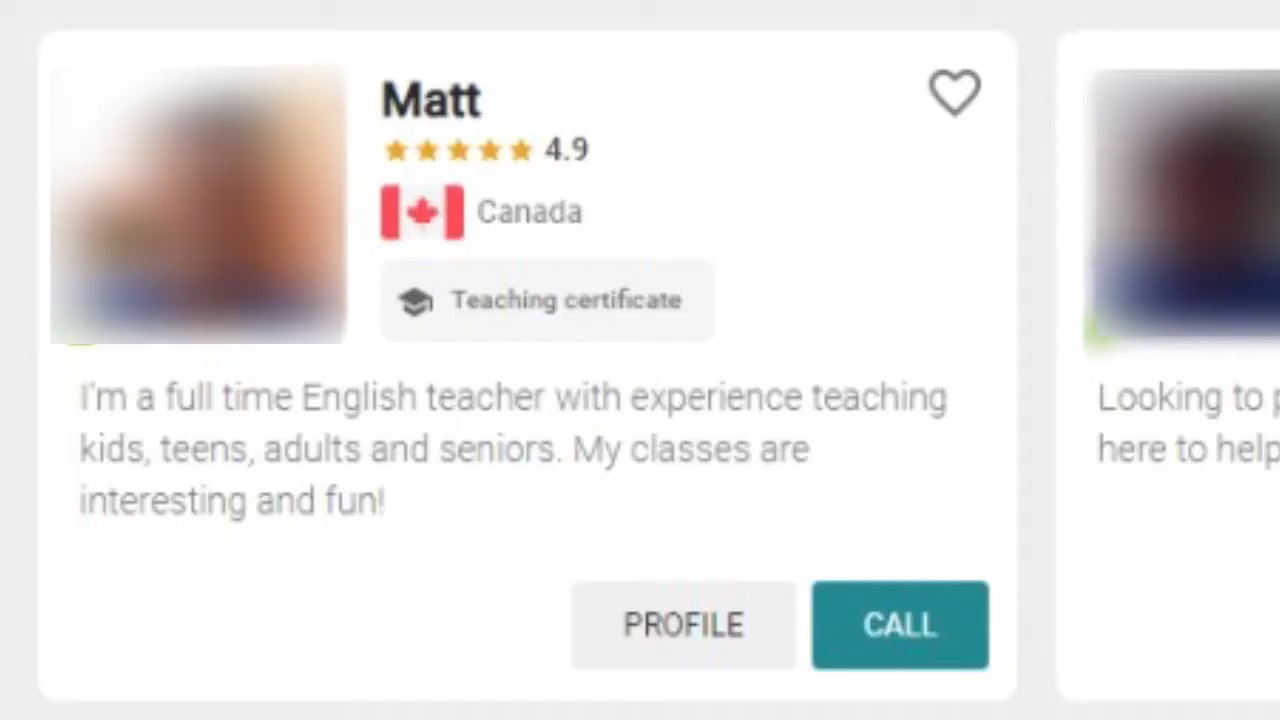 Matt
4.9
Canada
Teaching certificate
I'm a full time English teacher with experience teaching
kids, teens, adults and seniors. My classes are
interesting and fun!
PROFILE
CALL
Looking to
here to help